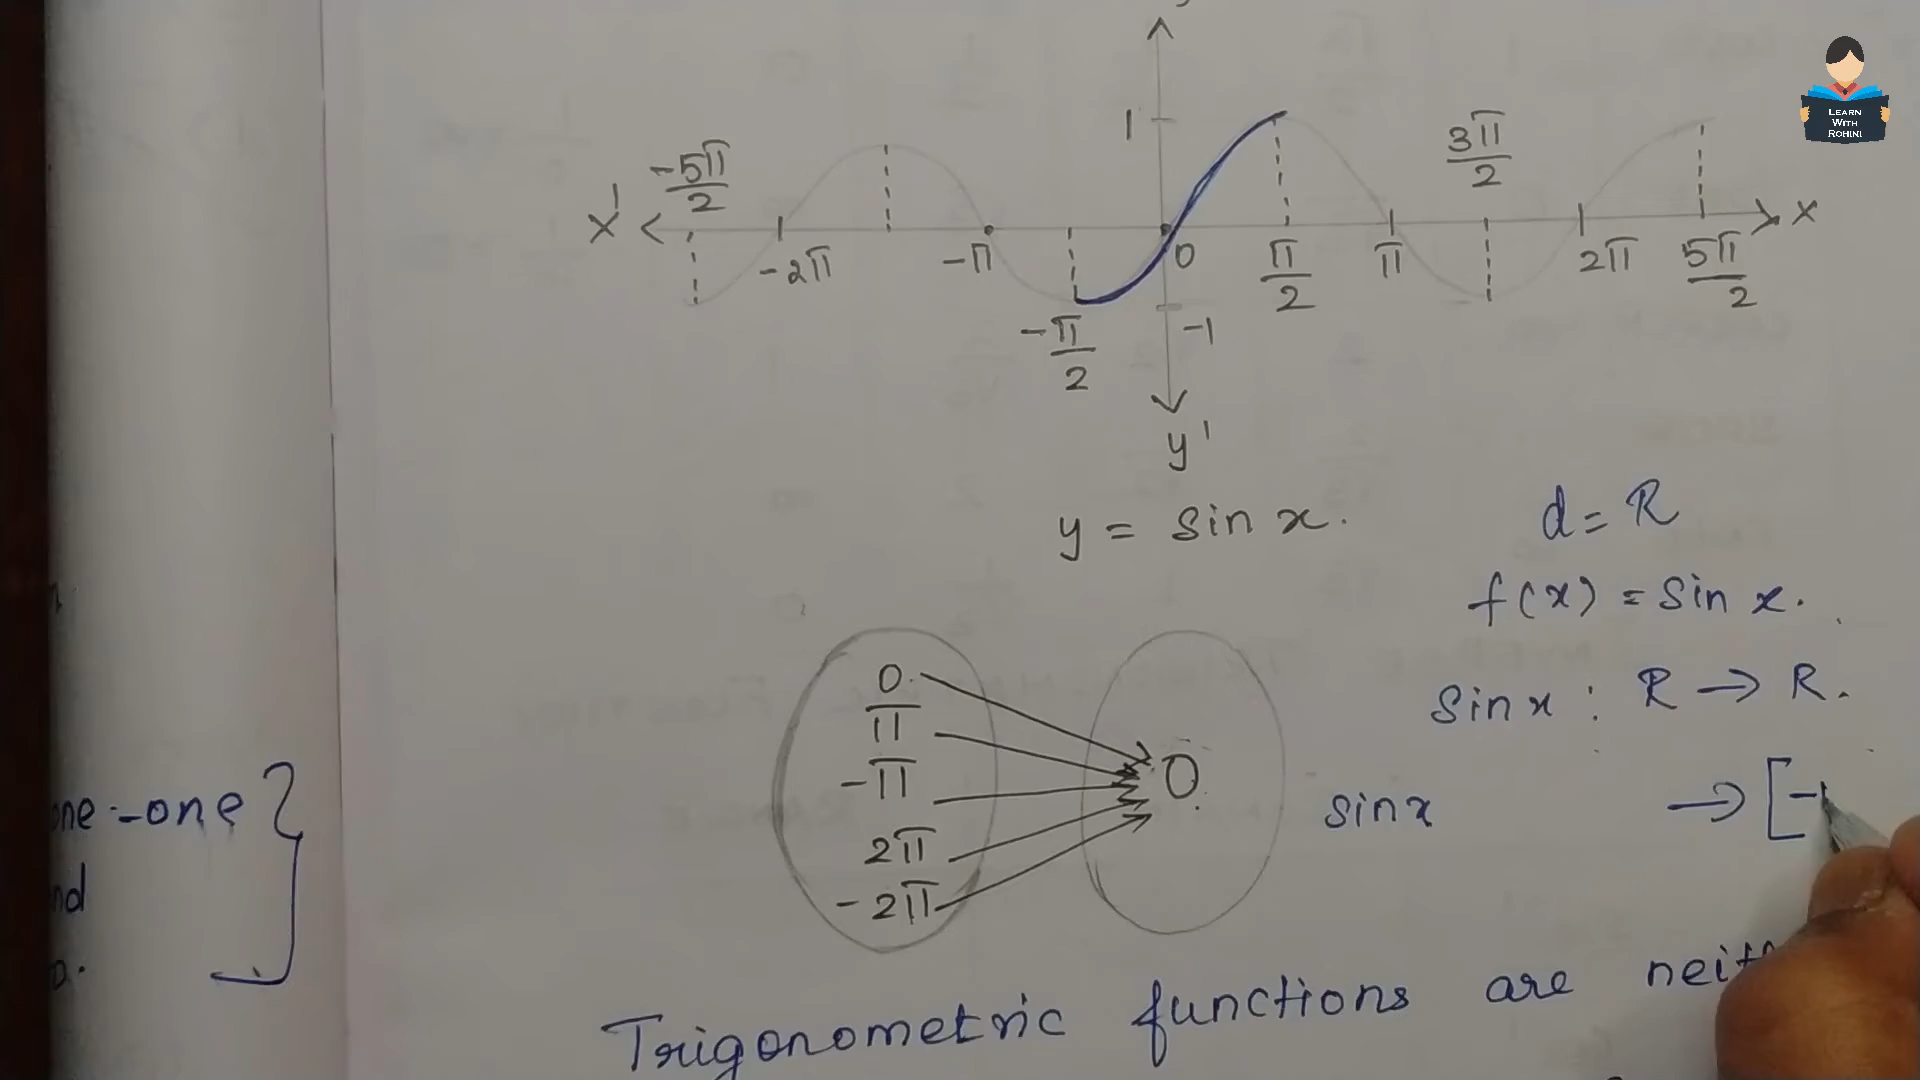 LEARN
WITH
ROHINI
1
-5π/2
3π/2
x'
x
-2π
-π
0
π/2
π
2π
5π/2
-π/2
-1
y'
y = sin x.
d = R
f(x) = sin x.
0
π
-π
2π
-2π
0
sin x : R → R.
sin x → [-1
one-one
Trigonometric functions are